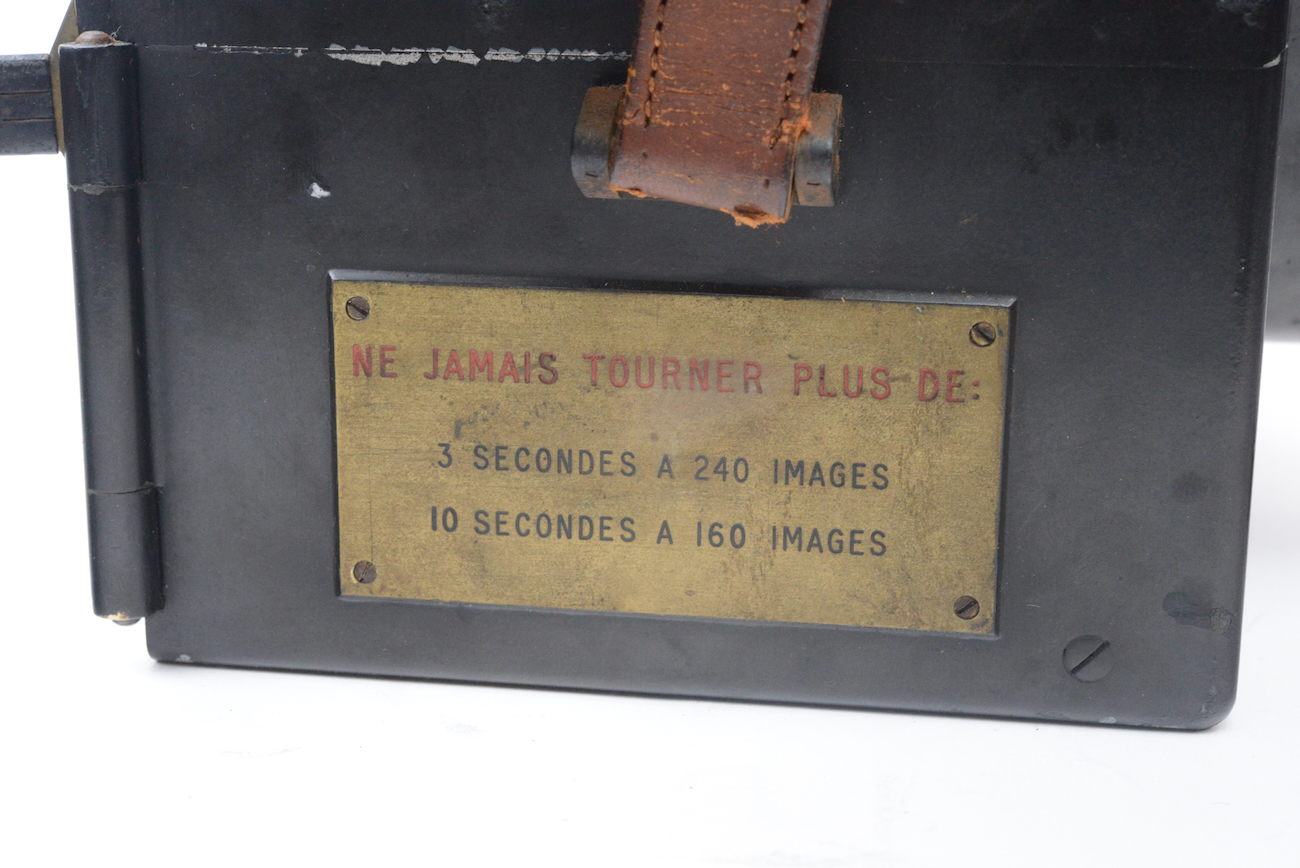 NE JAMAIS TOURNER PLUS DE:
3 SECONDES A 240 IMAGES
10 SECONDES A 160 IMAGES